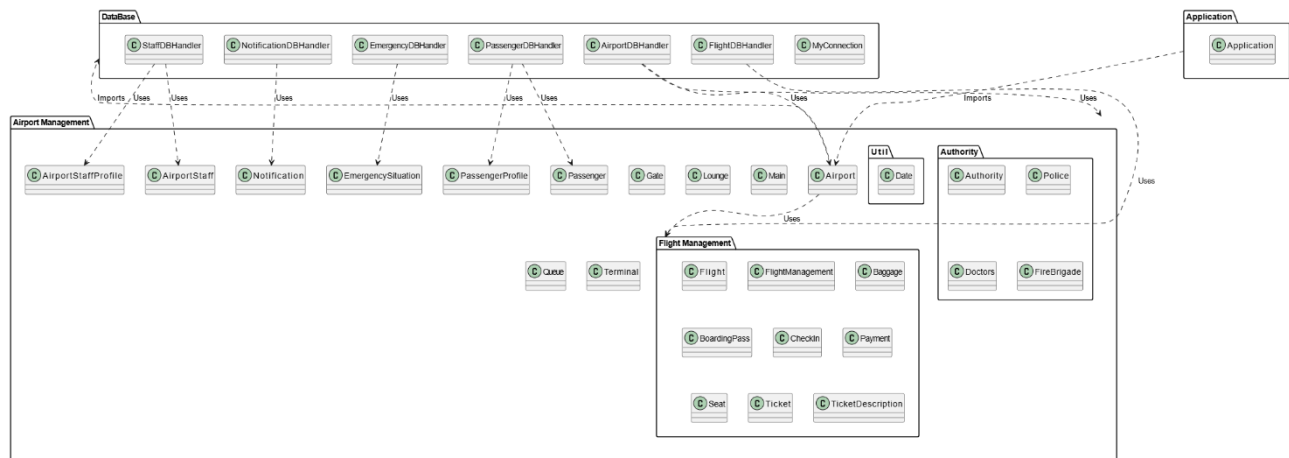 DataBase
Application
C StaffDBHandler
C NotificationDBHandler
C EmergencyDBHandler
C PassengerDBHandler
C AirportDBHandler
C FlightDBHandler
C MyConnection
C Application
Imports
Uses
Uses
Uses
Uses
Uses
Uses
Uses
Imports
Uses
Airport Management
C AirportStaffProfile
C AirportStaff
C Notification
C EmergencySituation
C PassengerProfile
C Passenger
C Gate
C Lounge
C Main
C Airport
Util
C Date
Authority
C Authority
C Police
Uses
Uses
Flight Management
C Queue
C Terminal
C Flight
C FlightManagement
C Baggage
C Doctors
C FireBrigade
C BoardingPass
C CheckIn
C Payment
C Seat
C Ticket
C TicketDescription